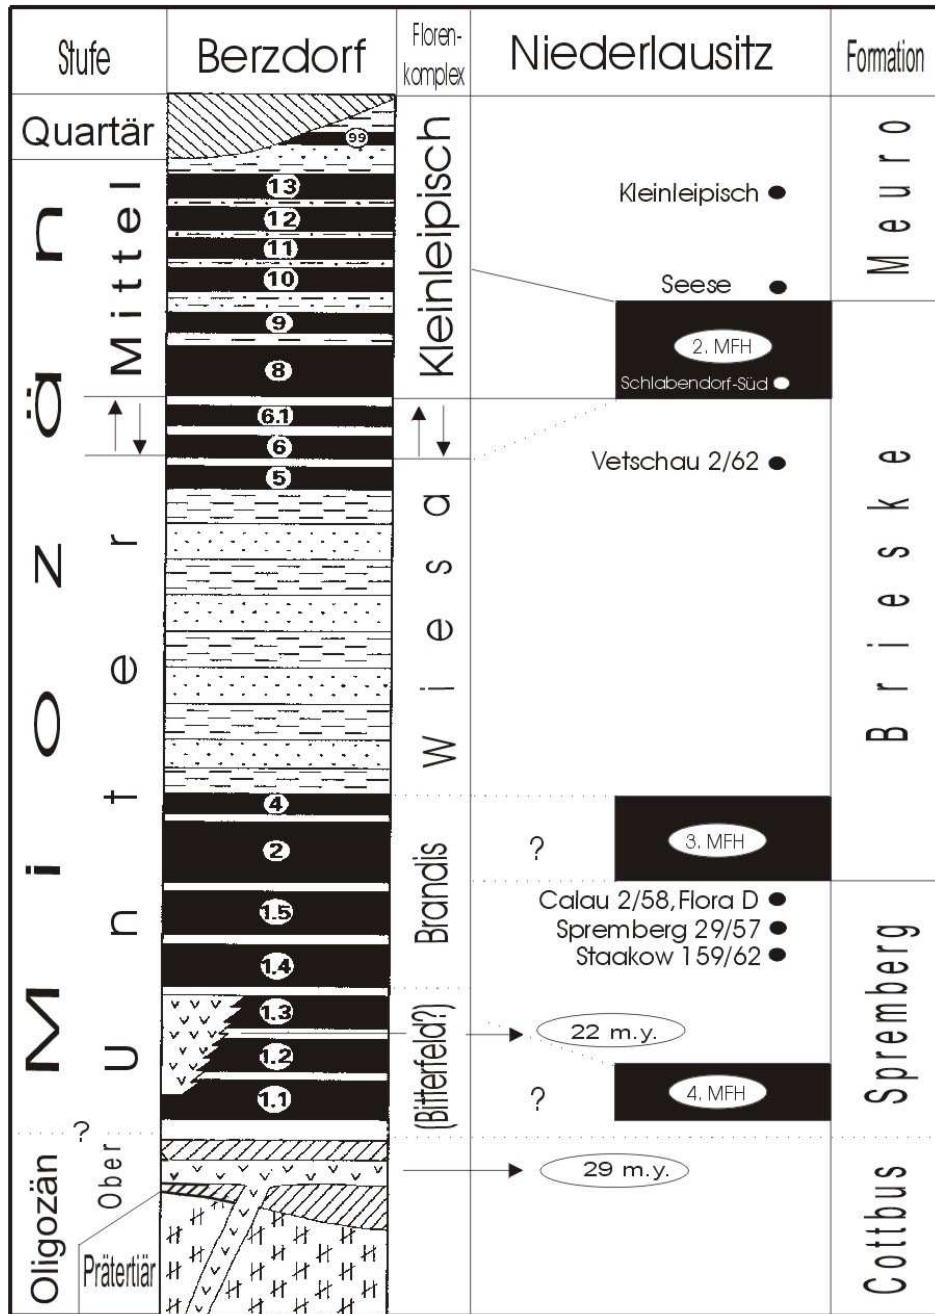 Stufe
Berzdorf
Floren-
komplex
Niederlausitz
Formation
Quartär
Miozän
Mittel
Unter
99
13
12
11
10
9
8
6.1
6
5
4
2
1.5
1.4
1.3
1.2
1.1
Kleinleipisch
Wiesa
Brandis
(Bitterfeld?)
Kleinleipisch
Seese
2. MFH
Schlabendorf-Süd
Vetschau 2/62
3. MFH
?
Calau 2/58, Flora D
Spremberg 29/57
Staakow 159/62
22 m.y.
4. MFH
?
29 m.y.
Meuro
Brieske
Spremberg
Cottbus
?
Oligozän
Ober
Prätertiär